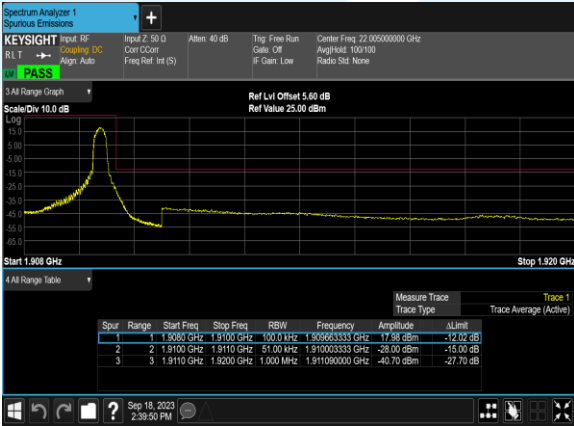 Spectrum Analyzer 1
Spurious Emissions
+
KEYSIGHT Input: RF Input Z: 50 Ω Atten: 40 dB Trig: Free Run Center Freq: 22.005000000 GHz
RLT Coupling: DC Corr CCorr Gate: Off Avg|Hold: 100/100
Align: Auto Freq Ref: Int (S) IF Gain: Low Radio Std: None
LW PASS
3 All Range Graph
Ref Lvl Offset 5.60 dB
Scale/Div 10.0 dB Ref Value 25.00 dBm
Log
15.0
5.00
-5.00
-15.0
-25.0
-35.0
-45.0
-55.0
-65.0
Start 1.908 GHz Stop 1.920 GHz
4 All Range Table
Measure Trace Trace 1
Trace Type Trace Average (Active)
Spur Range Start Freq Stop Freq RBW Frequency Amplitude ΔLimit
1 1 1.9080 GHz 1.9100 GHz 100.0 kHz 1.909663333 GHz 17.98 dBm -12.02 dB
2 2 1.9100 GHz 1.9110 GHz 51.00 kHz 1.910003333 GHz -28.00 dBm -15.00 dB
3 3 1.9110 GHz 1.9200 GHz 1.000 MHz 1.911090000 GHz -40.70 dBm -27.70 dB
? Sep 18, 2023
2:39:50 PM